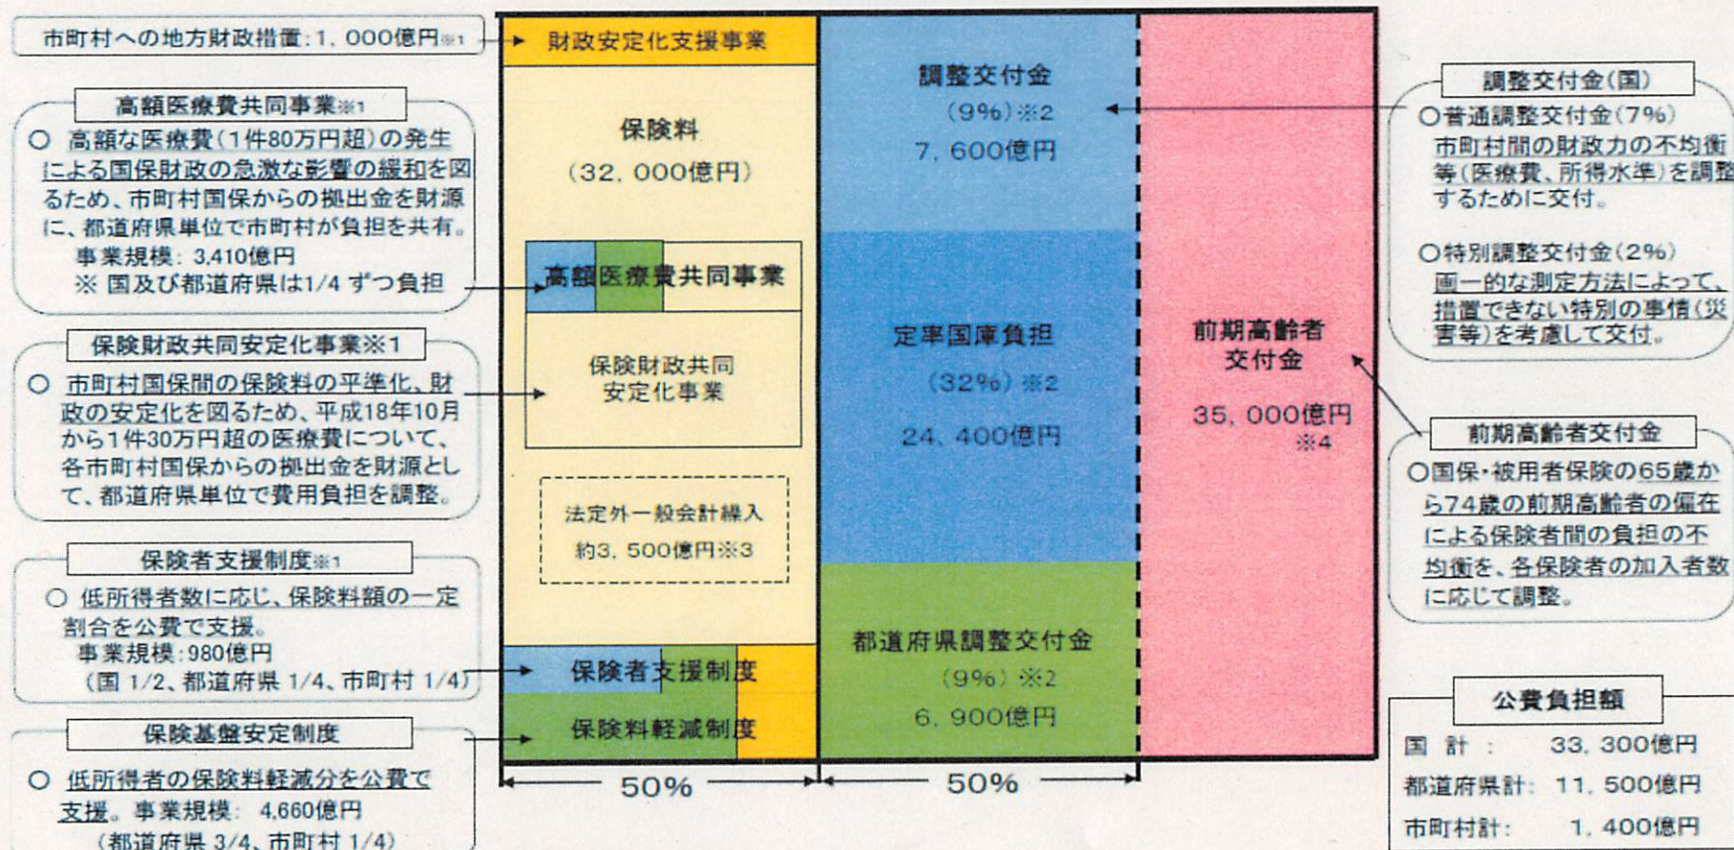 市町村への地方財政措置:1,000億円※1
高額医療費共同事業※1
○ 高額な医療費(1件80万円超)の発生
による国保財政の急激な影響の緩和を図
るため、市町村国保からの拠出金を財源
に、都道府県単位で市町村が負担を共有。
事業規模: 3,410億円
※ 国及び都道府県は1/4 ずつ負担
保険財政共同安定化事業※1
○ 市町村国保間の保険料の平準化、財
政の安定化を図るため、平成18年10月
から1件30万円超の医療費について、
各市町村国保からの拠出金を財源とし
て、都道府県単位で費用負担を調整。
保険者支援制度※1
○ 低所得者数に応じ、保険料額の一定
割合を公費で支援。
事業規模:980億円
(国 1/2、都道府県 1/4、市町村 1/4)
保険基盤安定制度
○ 低所得者の保険料軽減分を公費で
支援。事業規模: 4,660億円
(都道府県 3/4、市町村 1/4)
財政安定化支援事業
保険料
(32,000億円)
高額医療費共同事業
保険財政共同
安定化事業
法定外一般会計繰入
約3,500億円※3
保険者支援制度
保険料軽減制度
50%
調整交付金
(9%)※2
7,600億円
定率国庫負担
(32%)※2
24,400億円
都道府県調整交付金
(9%)※2
6,900億円
50%
前期高齢者
交付金
35,000億円
※4
調整交付金(国)
○普通調整交付金(7%)
市町村間の財政力の不均衡
等(医療費、所得水準)を調整
するために交付。
○特別調整交付金(2%)
画一的な測定方法によって、
措置できない特別の事情(災
害等)を考慮して交付。
前期高齢者交付金
○国保・被用者保険の65歳か
ら74歳の前期高齢者の偏在
による保険者間の負担の不
均衡を、各保険者の加入者数
に応じて調整。
公費負担額
国 計 : 33,300億円
都道府県計: 11,500億円
市町村計: 1,400億円